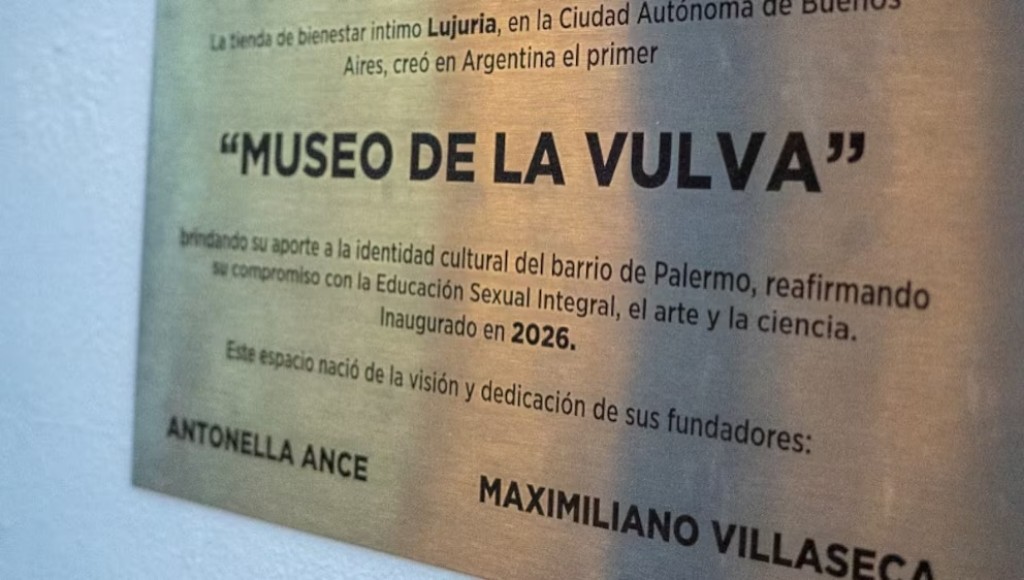 La tienda de bienestar íntimo Lujuria, en la Ciudad Autónoma de Buenos
Aires, creó en Argentina el primer
“MUSEO DE LA VULVA”
brindando su aporte a la identidad cultural del barrio de Palermo, reafirmando
su compromiso con la Educación Sexual Integral, el arte y la ciencia.
Inaugurado en 2026.
Este espacio nació de la visión y dedicación de sus fundadores:
ANTONELLA ANCE
MAXIMILIANO VILLASECA